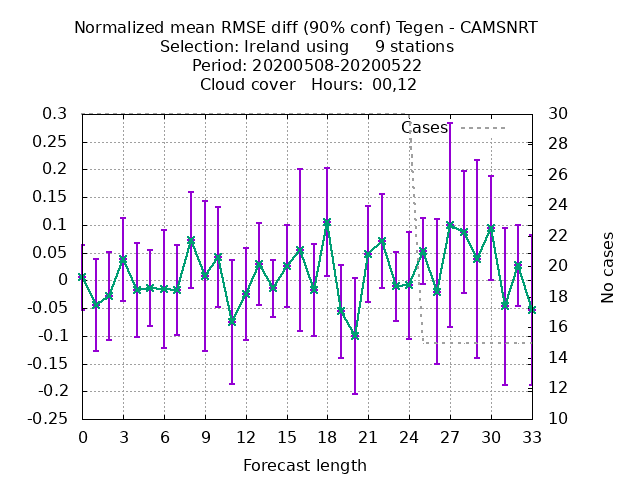 Normalized mean RMSE diff (90% conf) Tegen - CAMSNRT
Selection: Ireland using     9 stations
Period: 20200508-20200522
Cloud cover   Hours:  00,12
Cases
0.3
0.25
0.2
0.15
0.1
0.05
0
-0.05
-0.1
-0.15
-0.2
-0.25
30
28
26
24
22
20
18
16
14
12
10
No cases
0 3 6 9 12 15 18 21 24 27 30 33
Forecast length